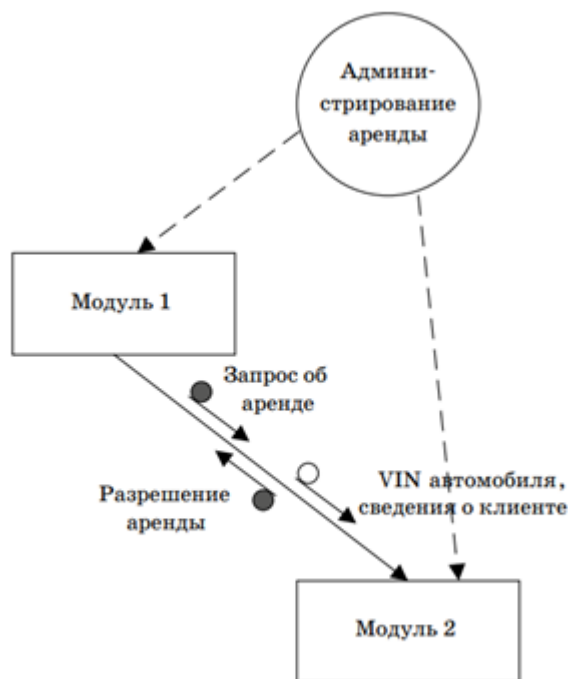 Админи-
стрирование
аренды
Модуль 1
Запрос об
аренде
VIN автомобиля,
сведения о клиенте
Разрешение
аренды
Модуль 2